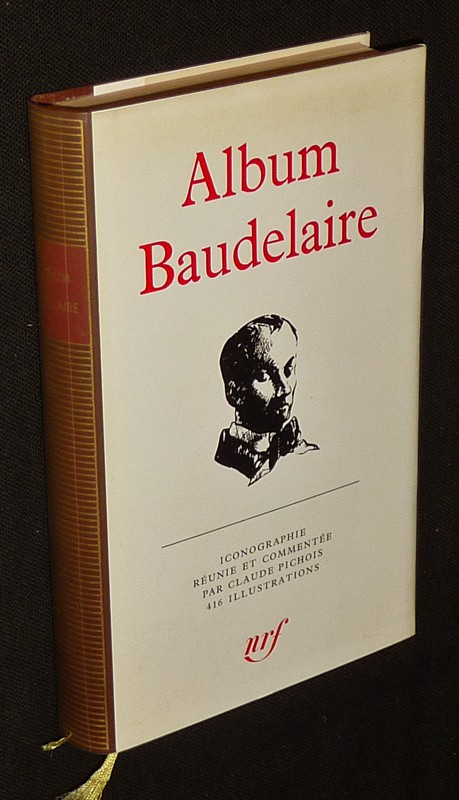 Album
Baudelaire
ICONOGRAPHIE
RÉUNIE ET COMMENTÉE
PAR CLAUDE PICHOIS
416 ILLUSTRATIONS
nrf